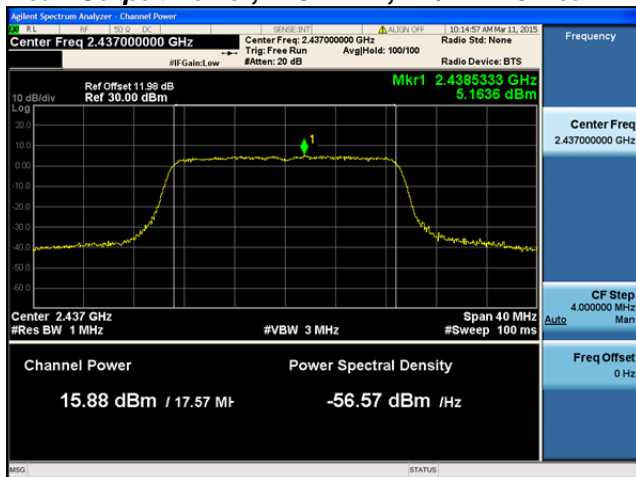 Agilent Spectrum Analyzer - Channel Power
RL RF 50 Ω DC SENSE:INT ALIGN OFF 10:14:57 AM Mar 11, 2015
Center Freq 2.437000000 GHz Center Freq: 2.437000000 GHz Radio Std: None Frequency
Trig: Free Run Avg|Hold: 100/100
#IFGain:Low #Atten: 20 dB Radio Device: BTS
Ref Offset 11.98 dB Mkr1 2.4385333 GHz
10 dB/div Ref 30.00 dBm 5.1636 dBm
Log
20.0
10.0 1
0.00
-10.0
-20.0
-30.0
-40.0
-50.0
-60.0
Center Freq
2.437000000 GHz
Center 2.437 GHz Span 40 MHz
#Res BW 1 MHz #VBW 3 MHz #Sweep 100 ms
CF Step
4.000000 MHz
Auto Man
Channel Power Power Spectral Density
15.88 dBm / 17.57 MH -56.57 dBm /Hz
Freq Offset
0 Hz
MSG STATUS